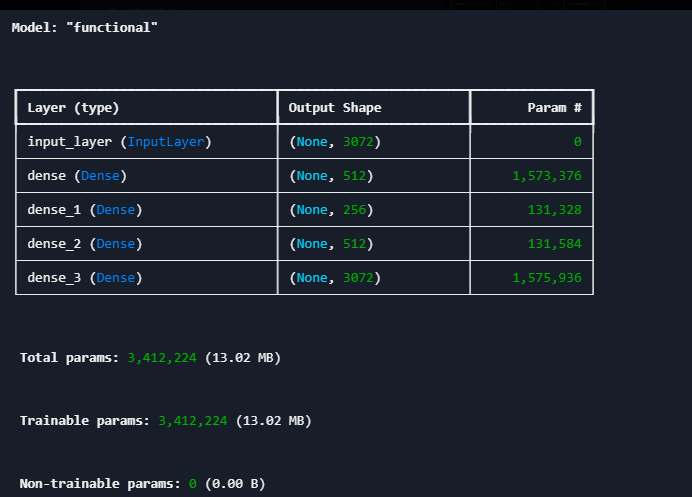 Model: "functional"
Layer (type) Output Shape Param #
input_layer (InputLayer) (None, 3072) 0
dense (Dense) (None, 512) 1,573,376
dense_1 (Dense) (None, 256) 131,328
dense_2 (Dense) (None, 512) 131,584
dense_3 (Dense) (None, 3072) 1,575,936
Total params: 3,412,224 (13.02 MB)
Trainable params: 3,412,224 (13.02 MB)
Non-trainable params: 0 (0.00 B)